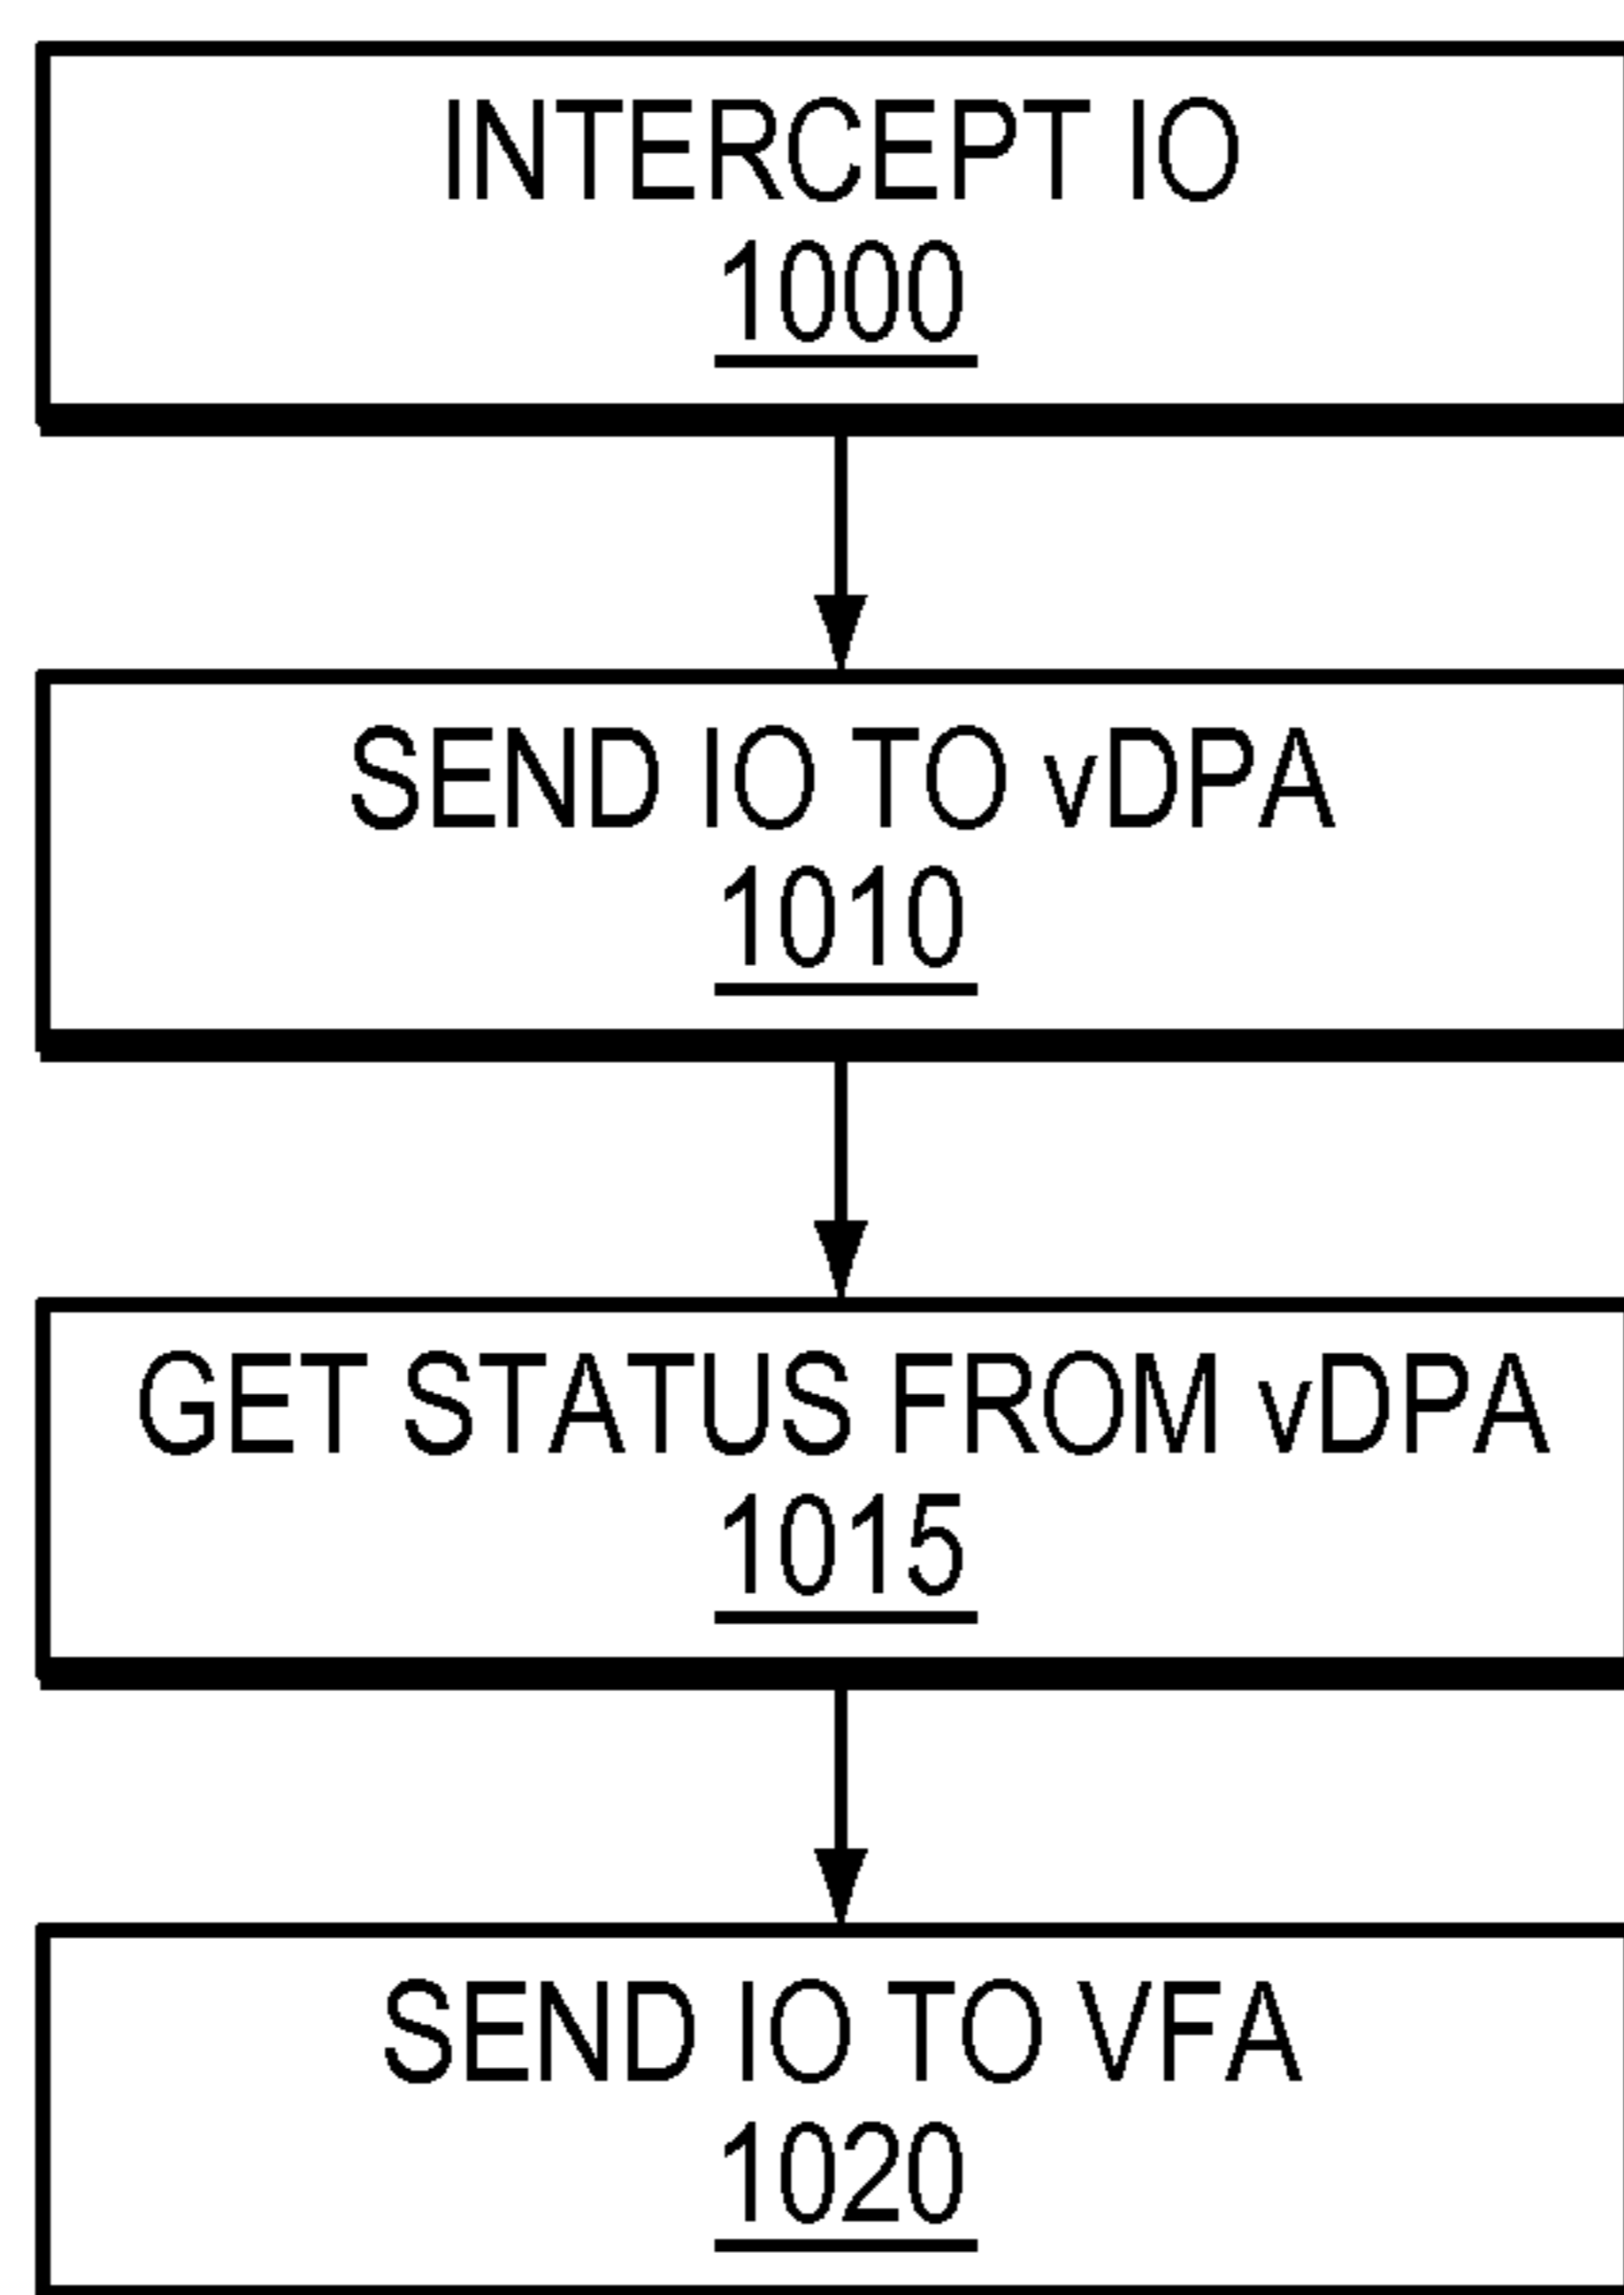 INTERCEPT IO
1000
SEND IO TO vDPA
1010
GET STATUS FROM vDPA
1015
SEND IO TO VFA
1020